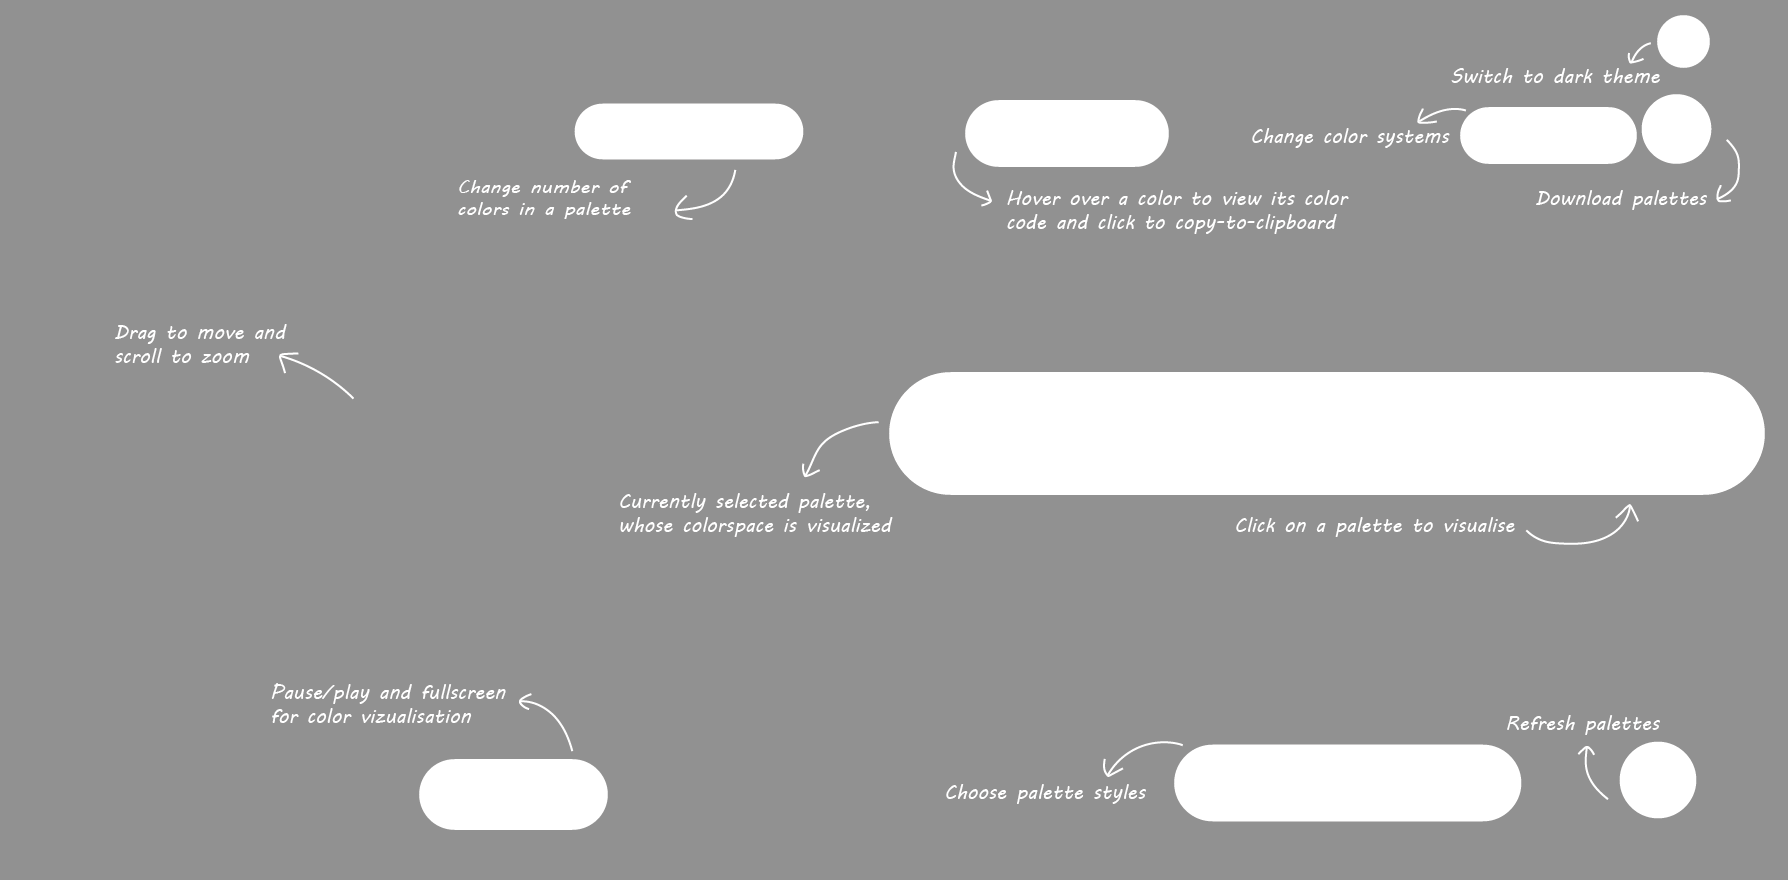 Switch to dark theme
Change color systems
Change number of
colors in a palette
Hover over a color to view its color
code and click to copy-to-clipboard
Download palettes
Drag to move and
scroll to zoom
Currently selected palette,
whose colorspace is visualized
Click on a palette to visualise
Pause/play and fullscreen
for color vizualisation
Refresh palettes
Choose palette styles